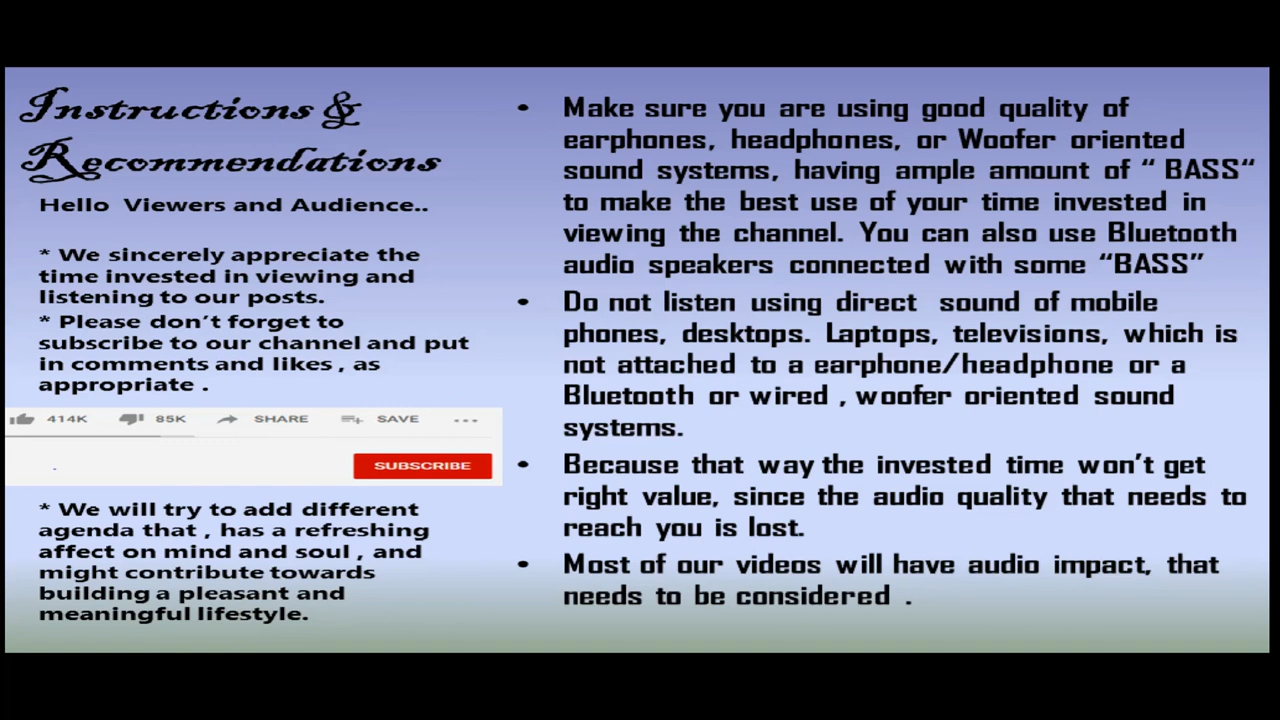 Instructions &
Recommendations
Hello Viewers and Audience..
* We sincerely appreciate the
time invested in viewing and
listening to our posts.
* Please don't forget to
subscribe to our channel and put
in comments and likes , as
appropriate .
414K 85K SHARE SAVE ...
SUBSCRIBE
* We will try to add different
agenda that , has a refreshing
affect on mind and soul , and
might contribute towards
building a pleasant and
meaningful lifestyle.
• Make sure you are using good quality of
earphones, headphones, or Woofer oriented
sound systems, having ample amount of “ BASS“
to make the best use of your time invested in
viewing the channel. You can also use Bluetooth
audio speakers connected with some “BASS”
• Do not listen using direct sound of mobile
phones, desktops. Laptops, televisions, which is
not attached to a earphone/headphone or a
Bluetooth or wired , woofer oriented sound
systems.
• Because that way the invested time won’t get
right value, since the audio quality that needs to
reach you is lost.
• Most of our videos will have audio impact, that
needs to be considered .